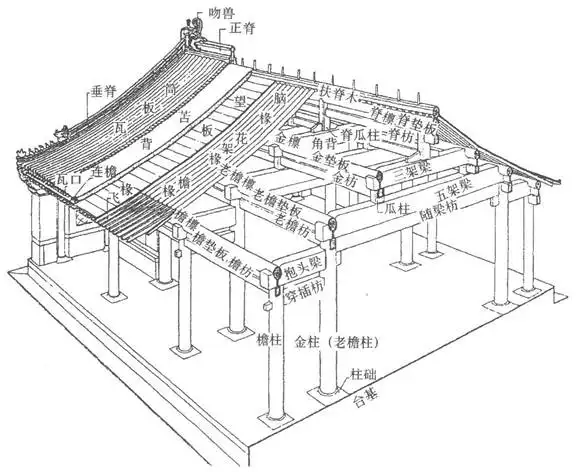 吻兽
正脊
垂脊
筒板瓦
苫背
望板
脑椽
花架椽
檐椽
飞椽
连檐
瓦口
扶脊木
脊檩 脊垫板
脊瓜柱 脊枋
角背
金檩
金垫板
金枋
三架梁
五架梁
随梁枋
瓜柱
老檐檩 老檐垫板
老檐枋
檐檩 檐垫板 檐枋
抱头梁
穿插枋
檐柱
金柱（老檐柱）
柱础
台基